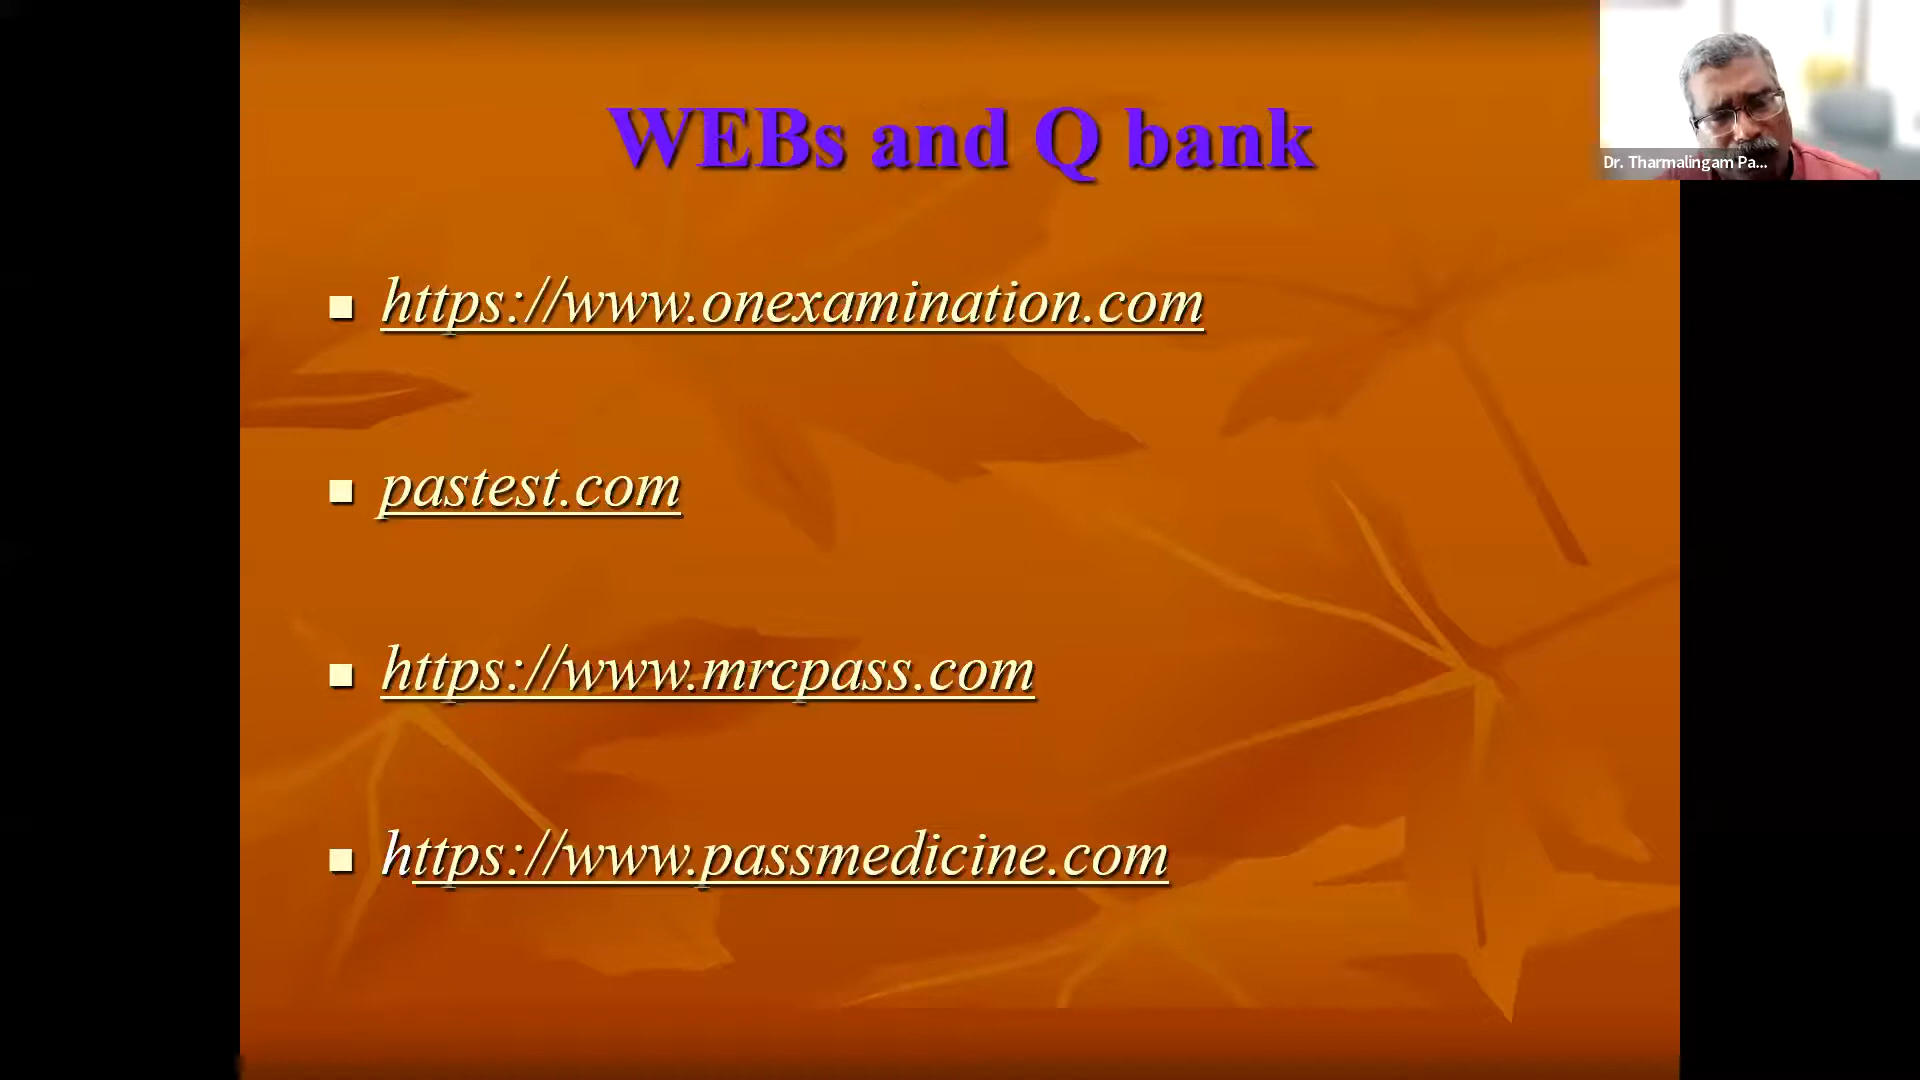 WEBs and Q bank
Dr. Tharmalingam Pa...
https://www.onexamination.com
pastest.com
https://www.mrcpass.com
https://www.passmedicine.com